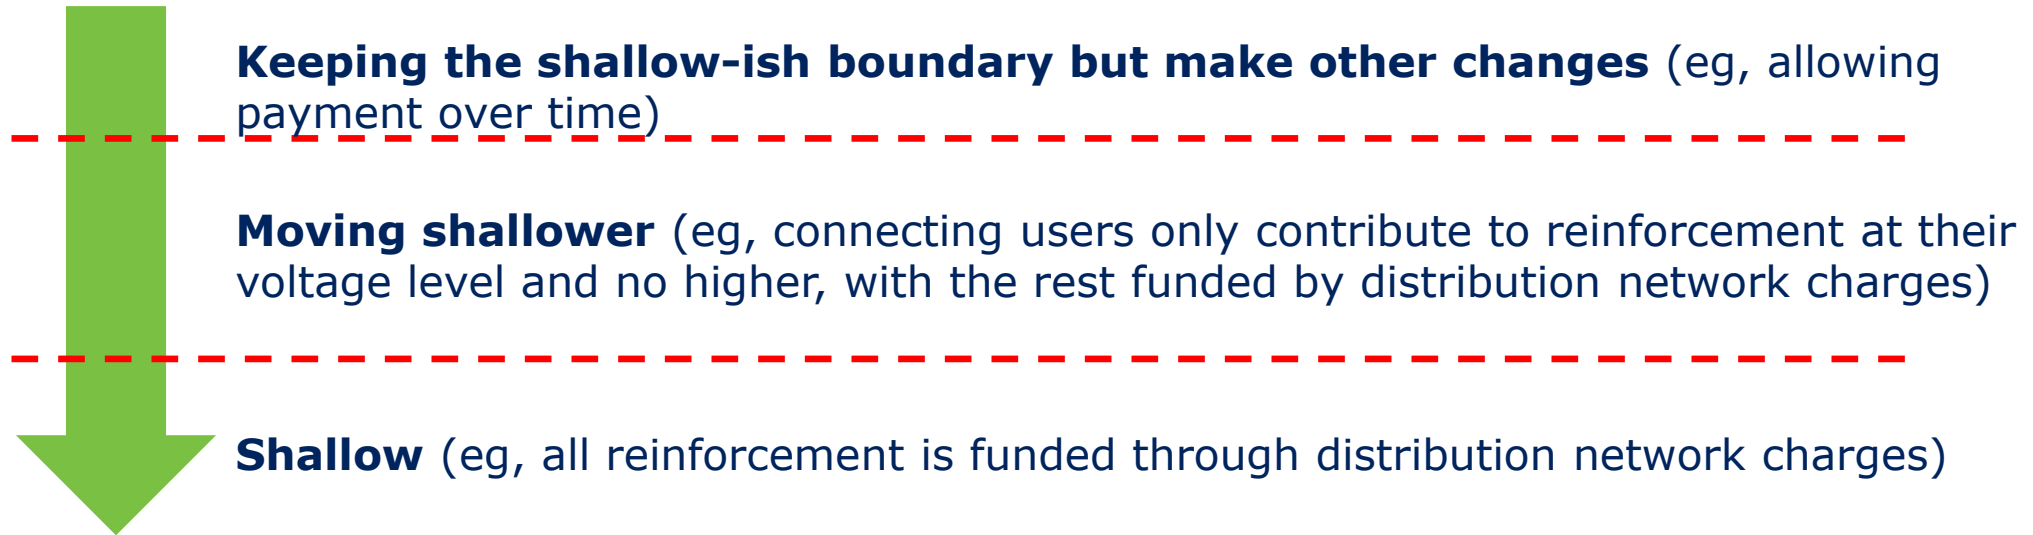 Keeping the shallow-ish boundary but make other changes (eg, allowing
payment over time)
Moving shallower (eg, connecting users only contribute to reinforcement at their
voltage level and no higher, with the rest funded by distribution network charges)
Shallow (eg, all reinforcement is funded through distribution network charges)